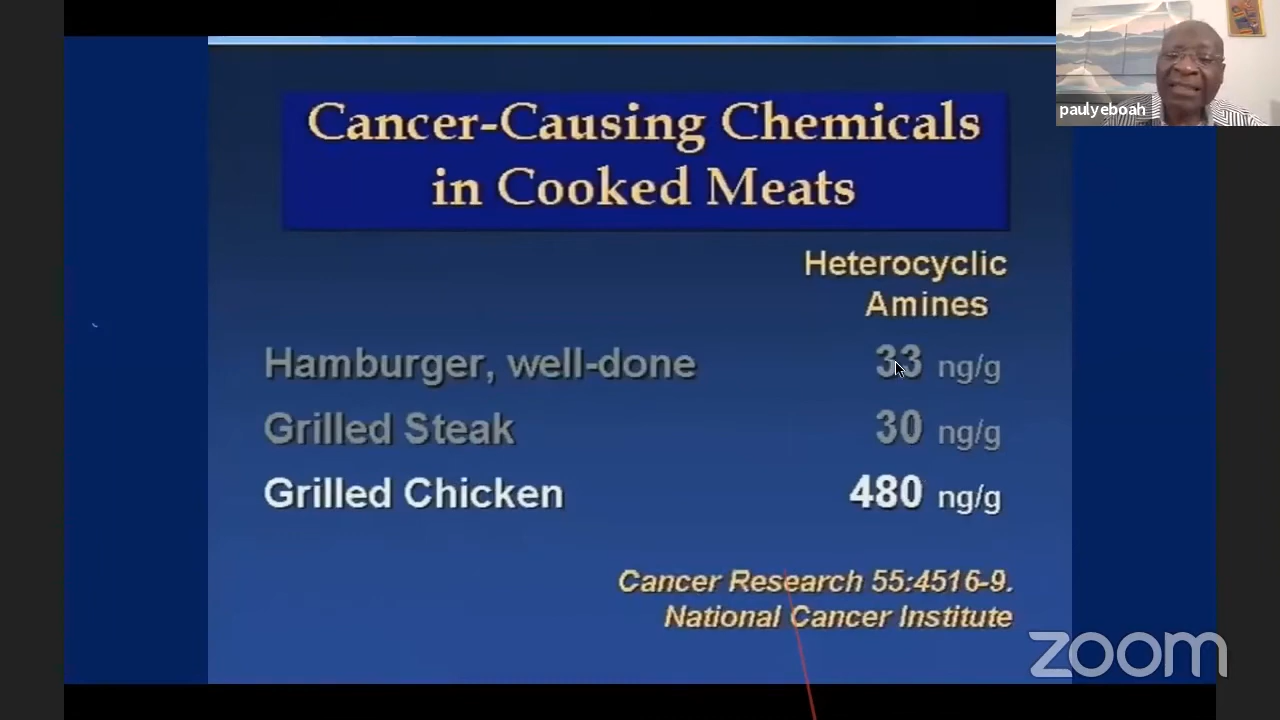 paulyeboah
Cancer-Causing Chemicals
in Cooked Meats
Heterocyclic
Amines
Hamburger, well-done 33 ng/g
Grilled Steak 30 ng/g
Grilled Chicken 480 ng/g
Cancer Research 55:4516-9.
National Cancer Institute
zoom